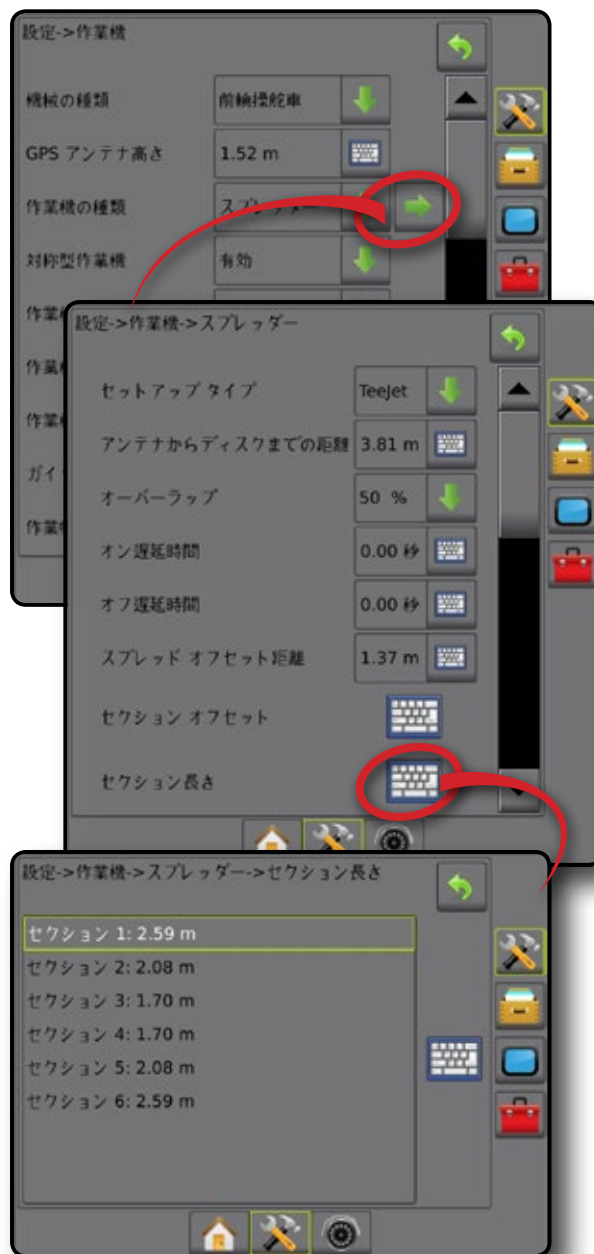 設定->作業機
機械の種類 前輪操舵車
GPS アンテナ高さ 1.52 m
作業機の種類 スプレッダー
対称型作業機 有効
設定->作業機->スプレッダー
セットアップ タイプ TeeJet
アンテナからディスクまでの距離 3.81 m
オーバーラップ 50 %
オン遅延時間 0.00 秒
オフ遅延時間 0.00 秒
スプレッド オフセット距離 1.37 m
セクション オフセット
セクション長さ
設定->作業機->スプレッダー->セクション長さ
セクション 1: 2.59 m
セクション 2: 2.08 m
セクション 3: 1.70 m
セクション 4: 1.70 m
セクション 5: 2.08 m
セクション 6: 2.59 m